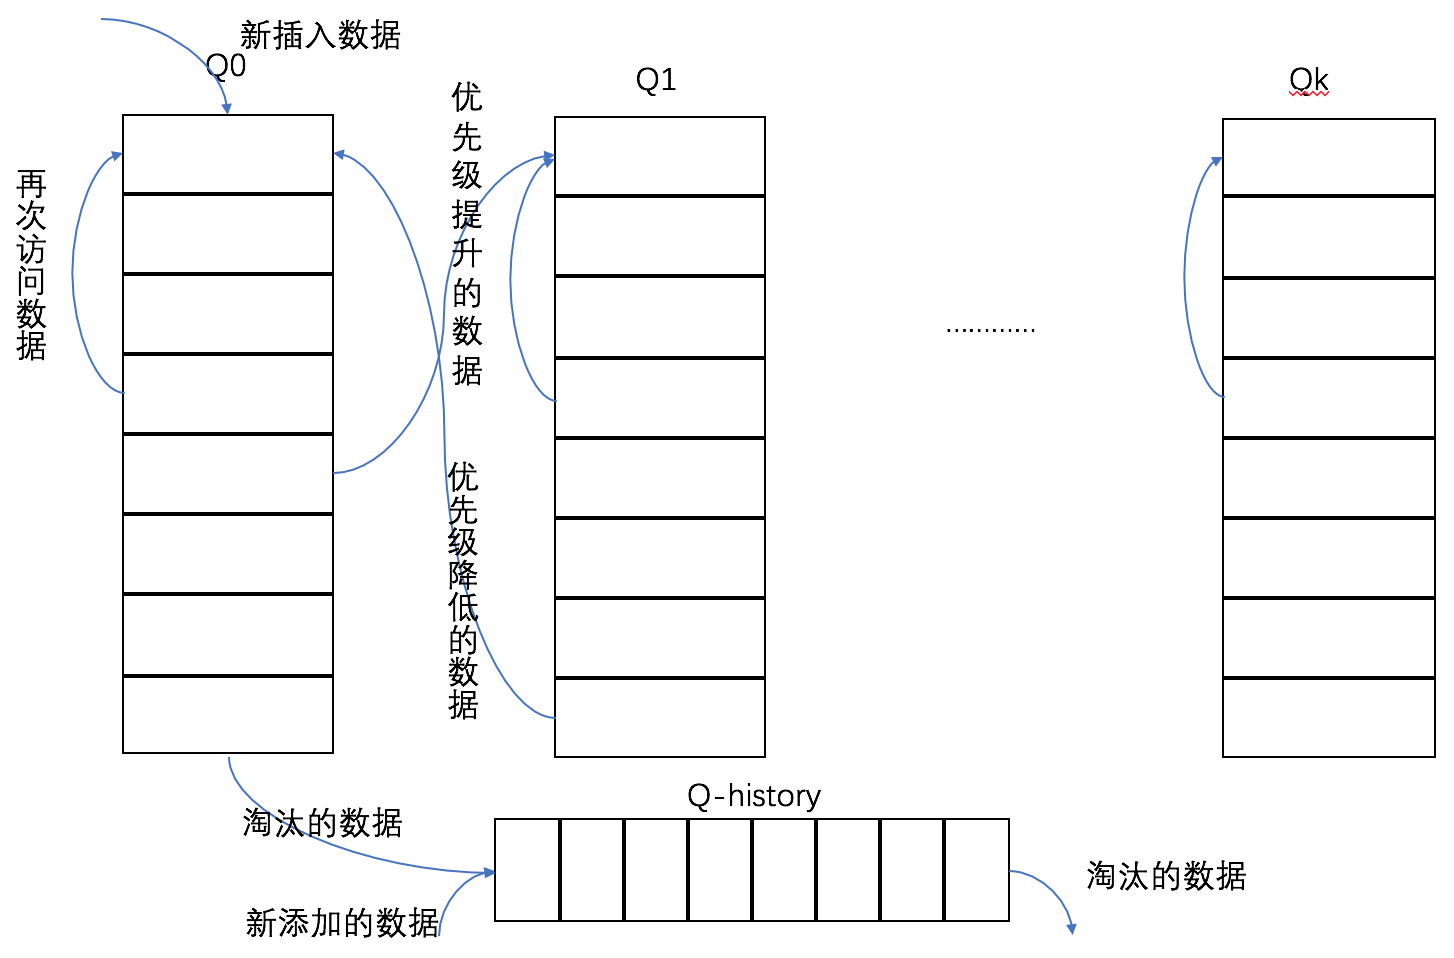 新插入数据
Q0
Q1
Qk
再次访问数据
优先级提升的数据
…………
优先级降低的数据
Q-history
淘汰的数据
新添加的数据
淘汰的数据